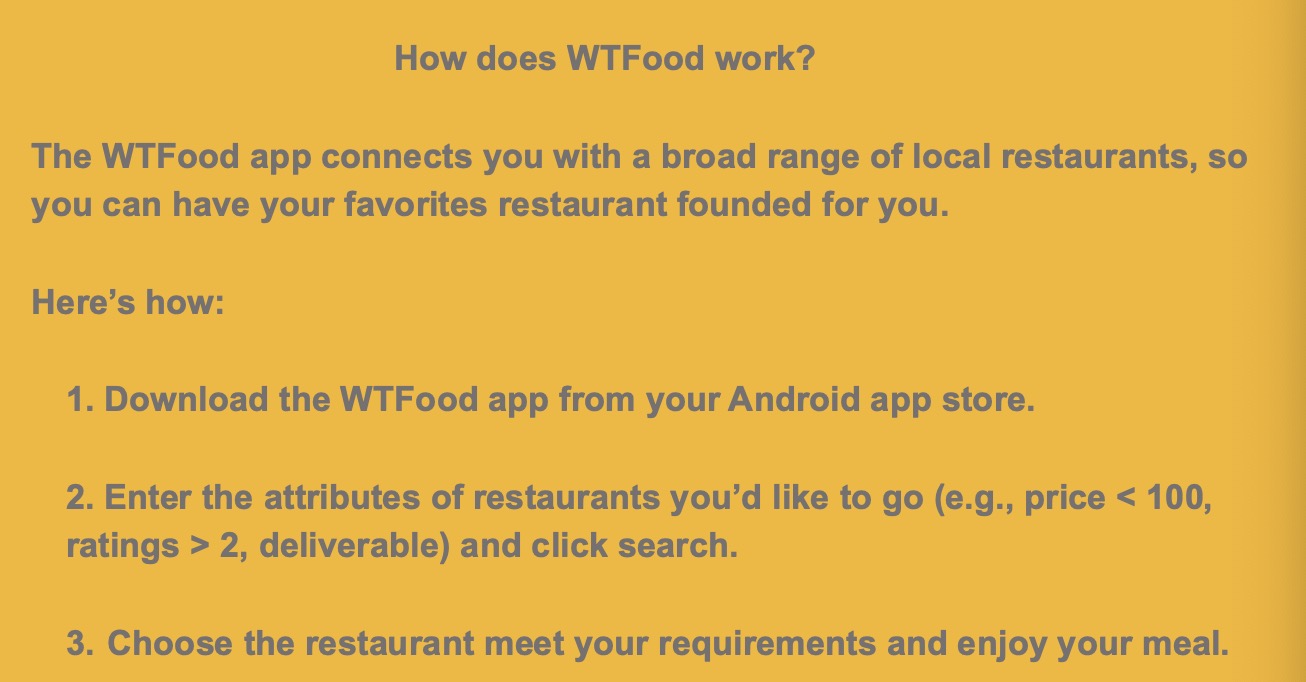 How does WTFood work?
The WTFood app connects you with a broad range of local restaurants, so
you can have your favorites restaurant founded for you.
Here’s how:
1. Download the WTFood app from your Android app store.
2. Enter the attributes of restaurants you’d like to go (e.g., price < 100,
ratings > 2, deliverable) and click search.
3. Choose the restaurant meet your requirements and enjoy your meal.